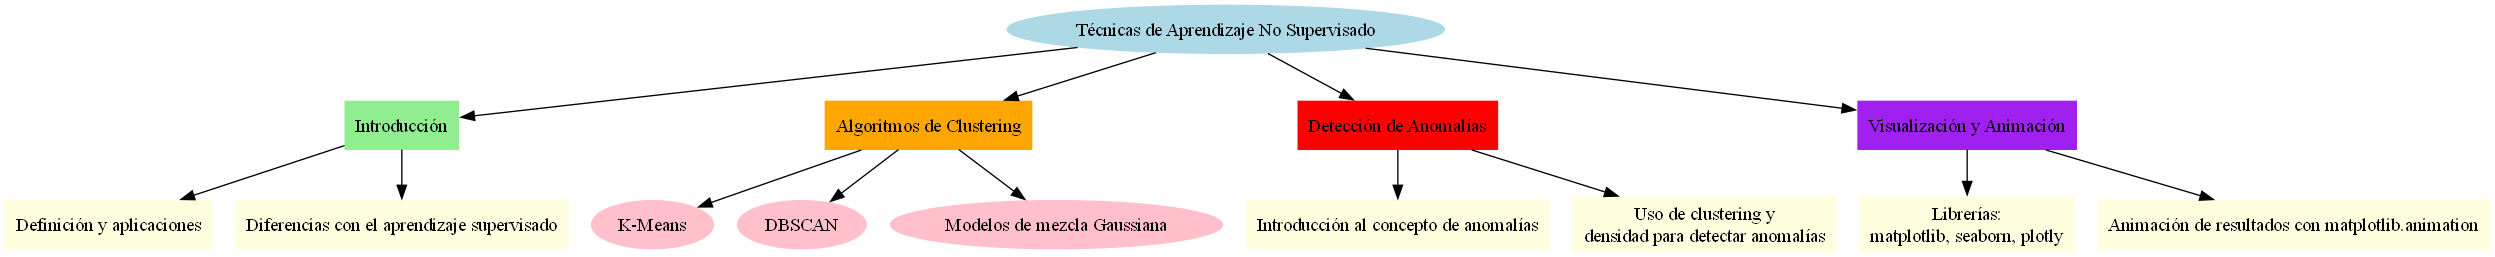 Técnicas de Aprendizaje No Supervisado
Introducción
Algoritmos de Clustering
Detección de Anomalías
Visualización y Animación
Definición y aplicaciones
Diferencias con el aprendizaje supervisado
K-Means
DBSCAN
Modelos de mezcla Gaussiana
Introducción al concepto de anomalías
Uso de clustering y
densidad para detectar anomalías
Librerías:
matplotlib, seaborn, plotly
Animación de resultados con matplotlib.animation